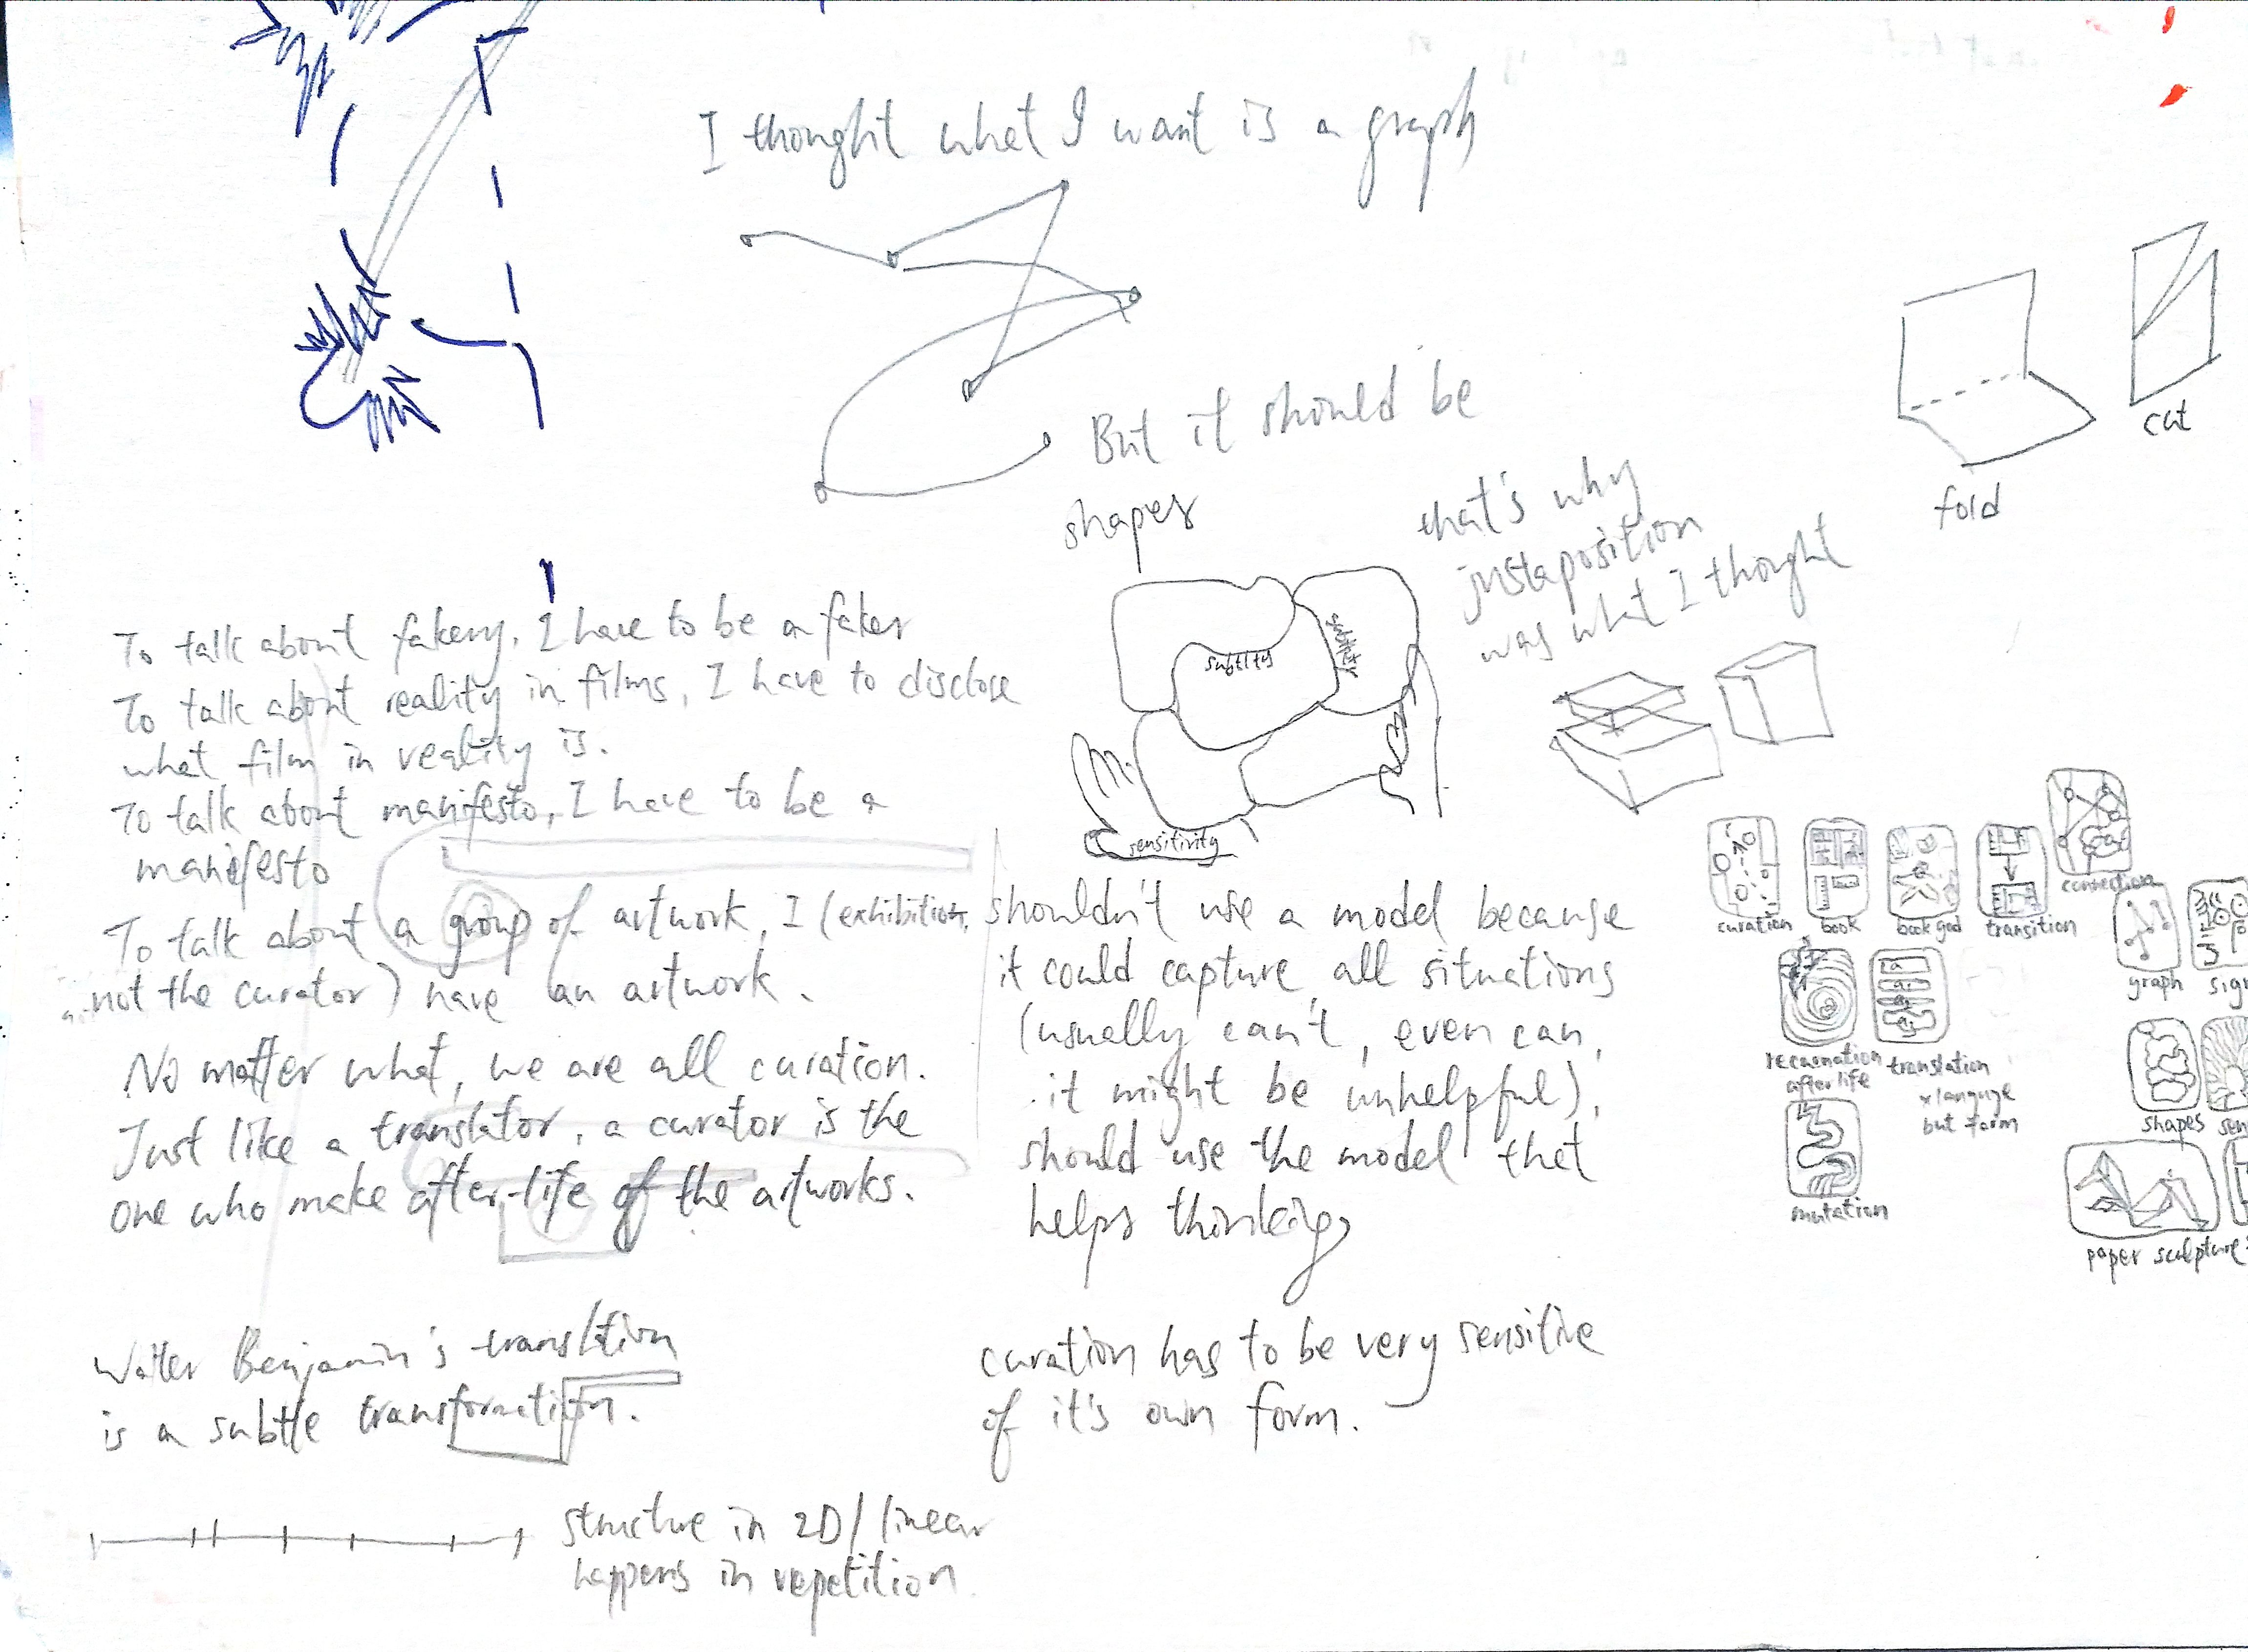 I thought what I want is a graph
But it should be
shapes
that's why
juxtaposition
was what I thought
fold
cut
subtlety
sensitivity
To talk about fakery, I have to be a faker
To talk about reality in films, I have to disclose
what film in reality is.
To talk about manifesto, I have to be a
manifesto
To talk about a group of artwork, I (exhibition,
not the curator) have an artwork.
No matter what, we are all curation.
Just like a translator, a curator is the
one who make after-life of the artworks.
Walter Benjamin's translation
is a subtle transformation.
structure in 2D/linear
happens in repetition.
shouldn't use a model because
it could capture all situations
(usually can't, even can,
it might be unhelpful),
should use the model that
helps thinking
curation has to be very sensitive
of it's own form.
connection
curation
book
book god
transition
graph
sign
recarnation
after life
translation
x language
but form
shapes
sen
mutation
paper sculpture